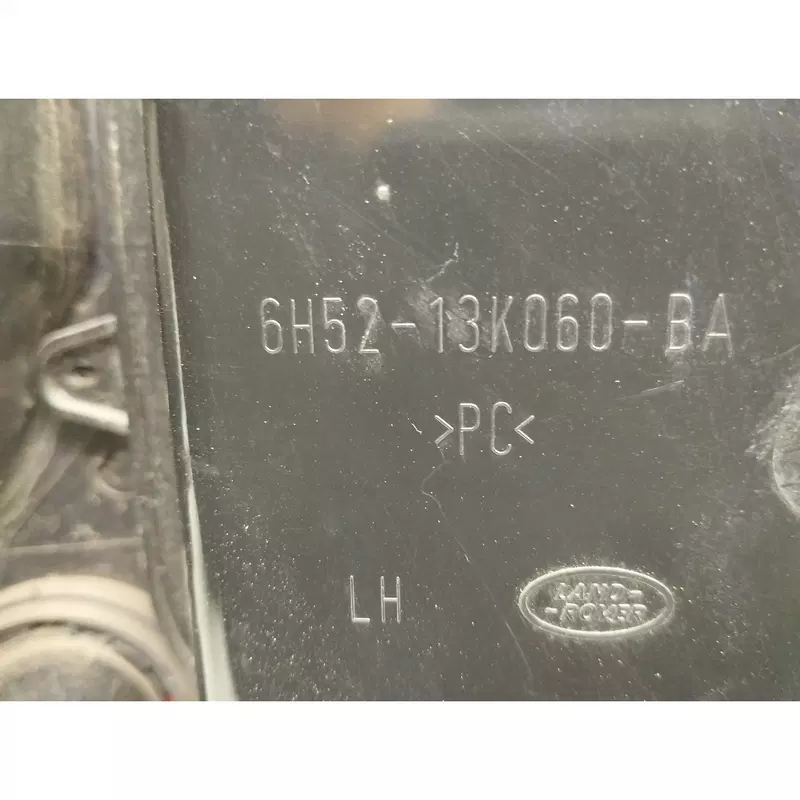 6H52-13K060-BA
>PC<
LH
LAND-
-ROVER